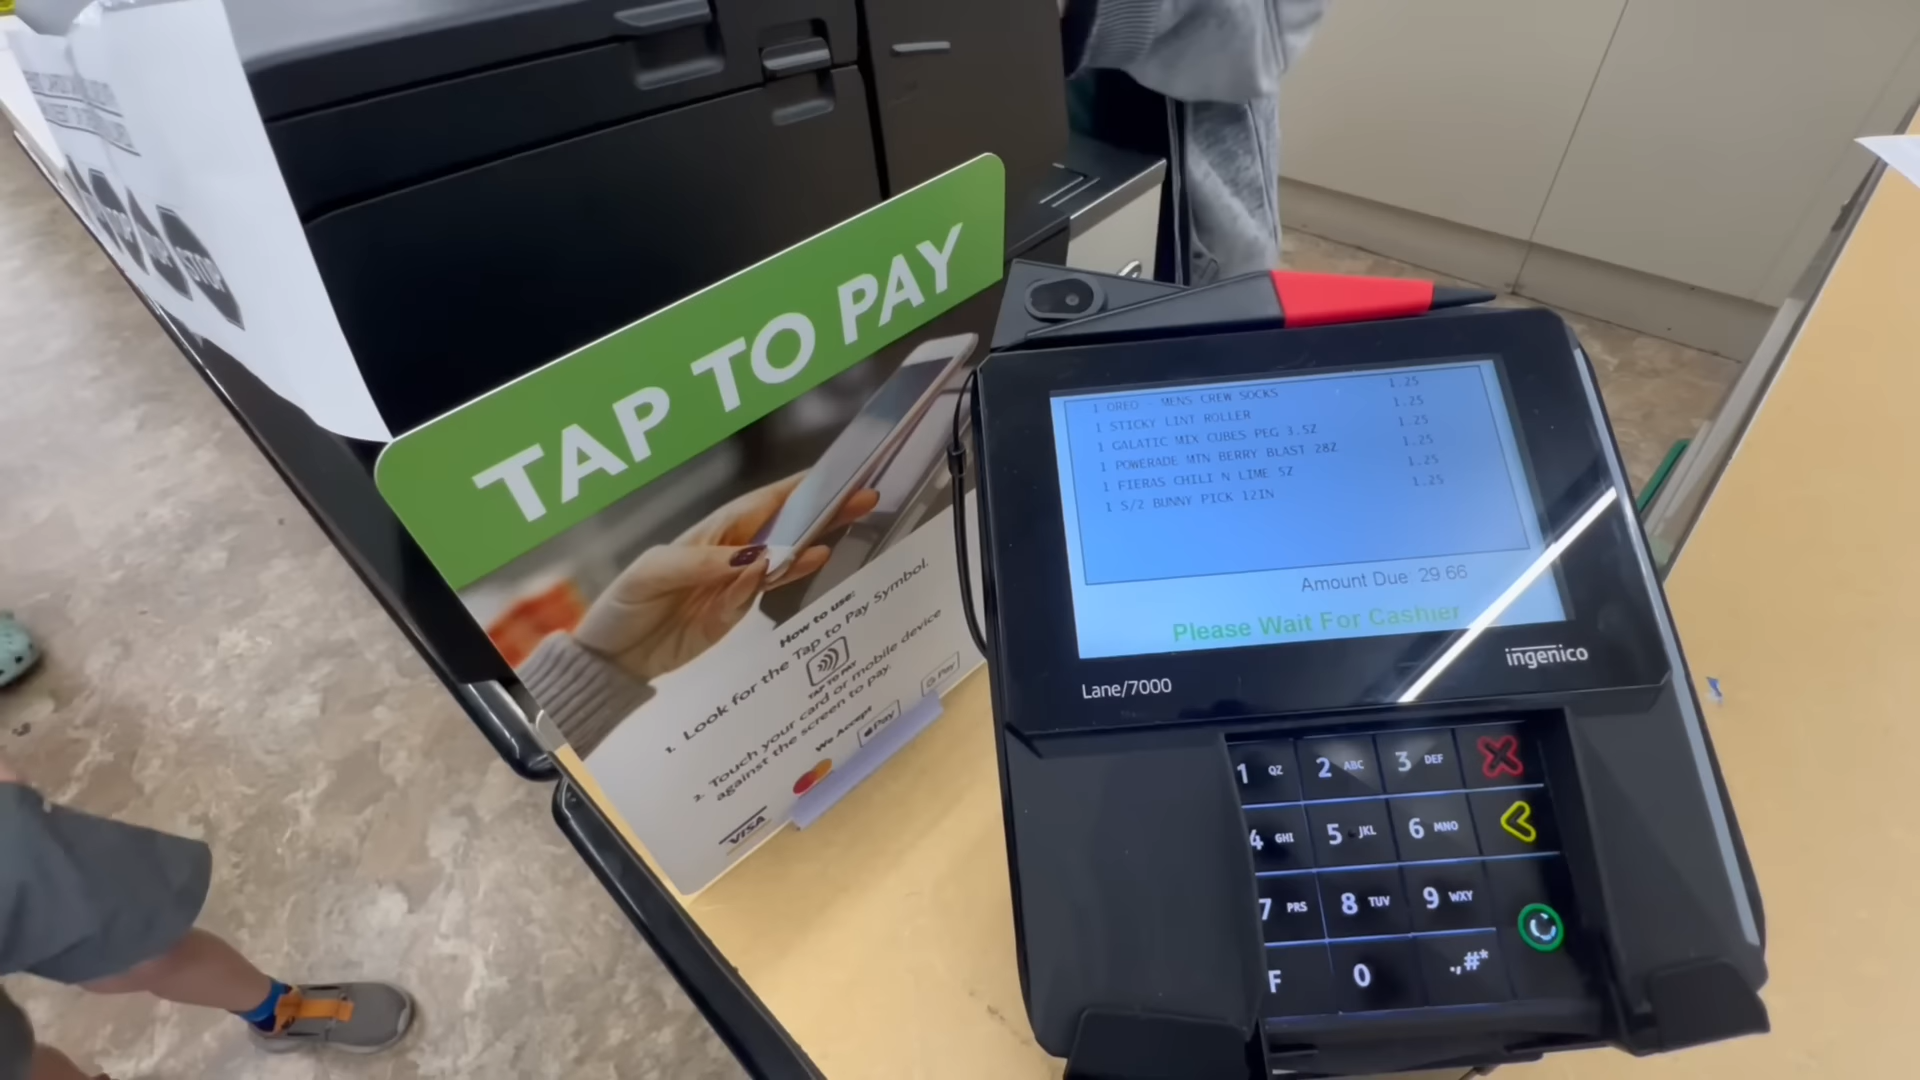 STOP
TAP TO PAY
How to use:
1. Look for the Tap to Pay Symbol.
TAP TO PAY
2. Touch your card or mobile device
against the screen to pay.
We Accept
VISA
Pay
G Pay
1 OREO - MENS CREW SOCKS 1.25
1 STICKY LINT ROLLER 1.25
1 GALATIC MIX CUBES PEG 3.5Z 1.25
1 POWERADE MTN BERRY BLAST 28Z 1.25
1 FIERAS CHILI N LIME 5Z 1.25
1 S/2 BUNNY PICK 12IN 1.25
Amount Due 29.66
Please Wait For Cashier
Lane/7000
ingenico
1 QZ 2 ABC 3 DEF
4 GHI 5 JKL 6 MNO
7 PRS 8 TUV 9 WXY
F 0 .,#*